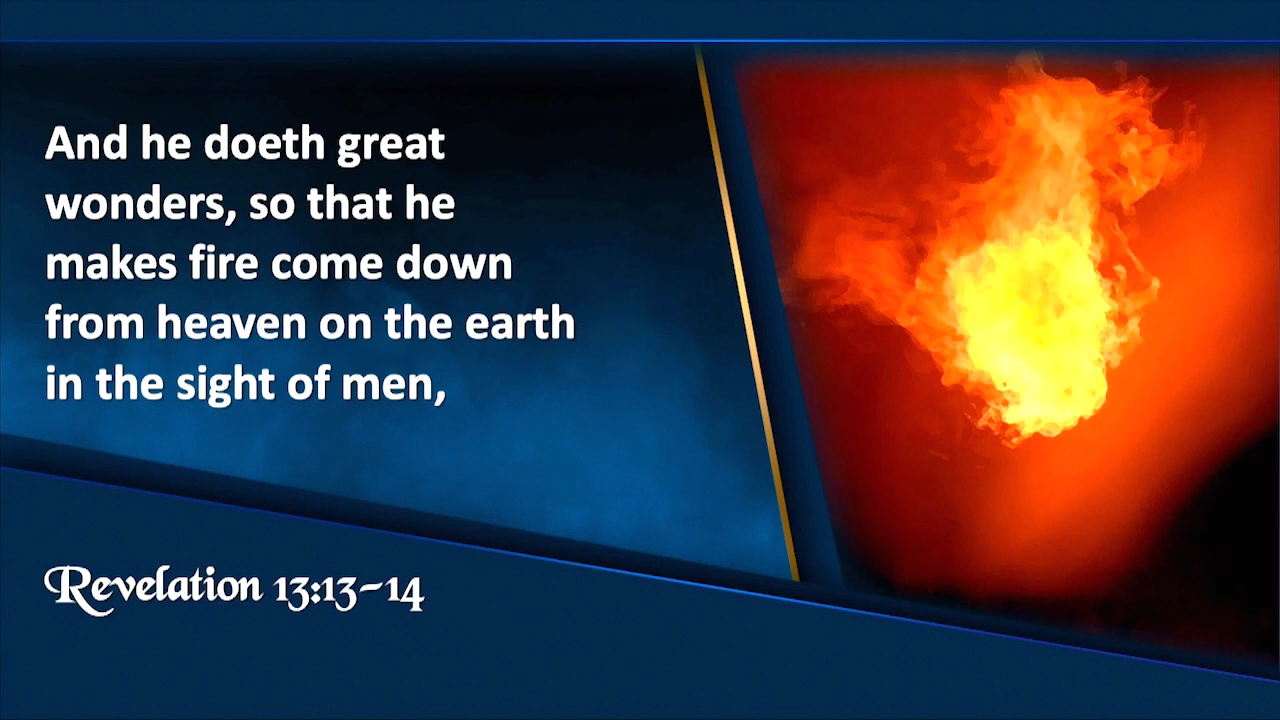 And he doeth great
wonders, so that he
makes fire come down
from heaven on the earth
in the sight of men,
Revelation 13:13-14